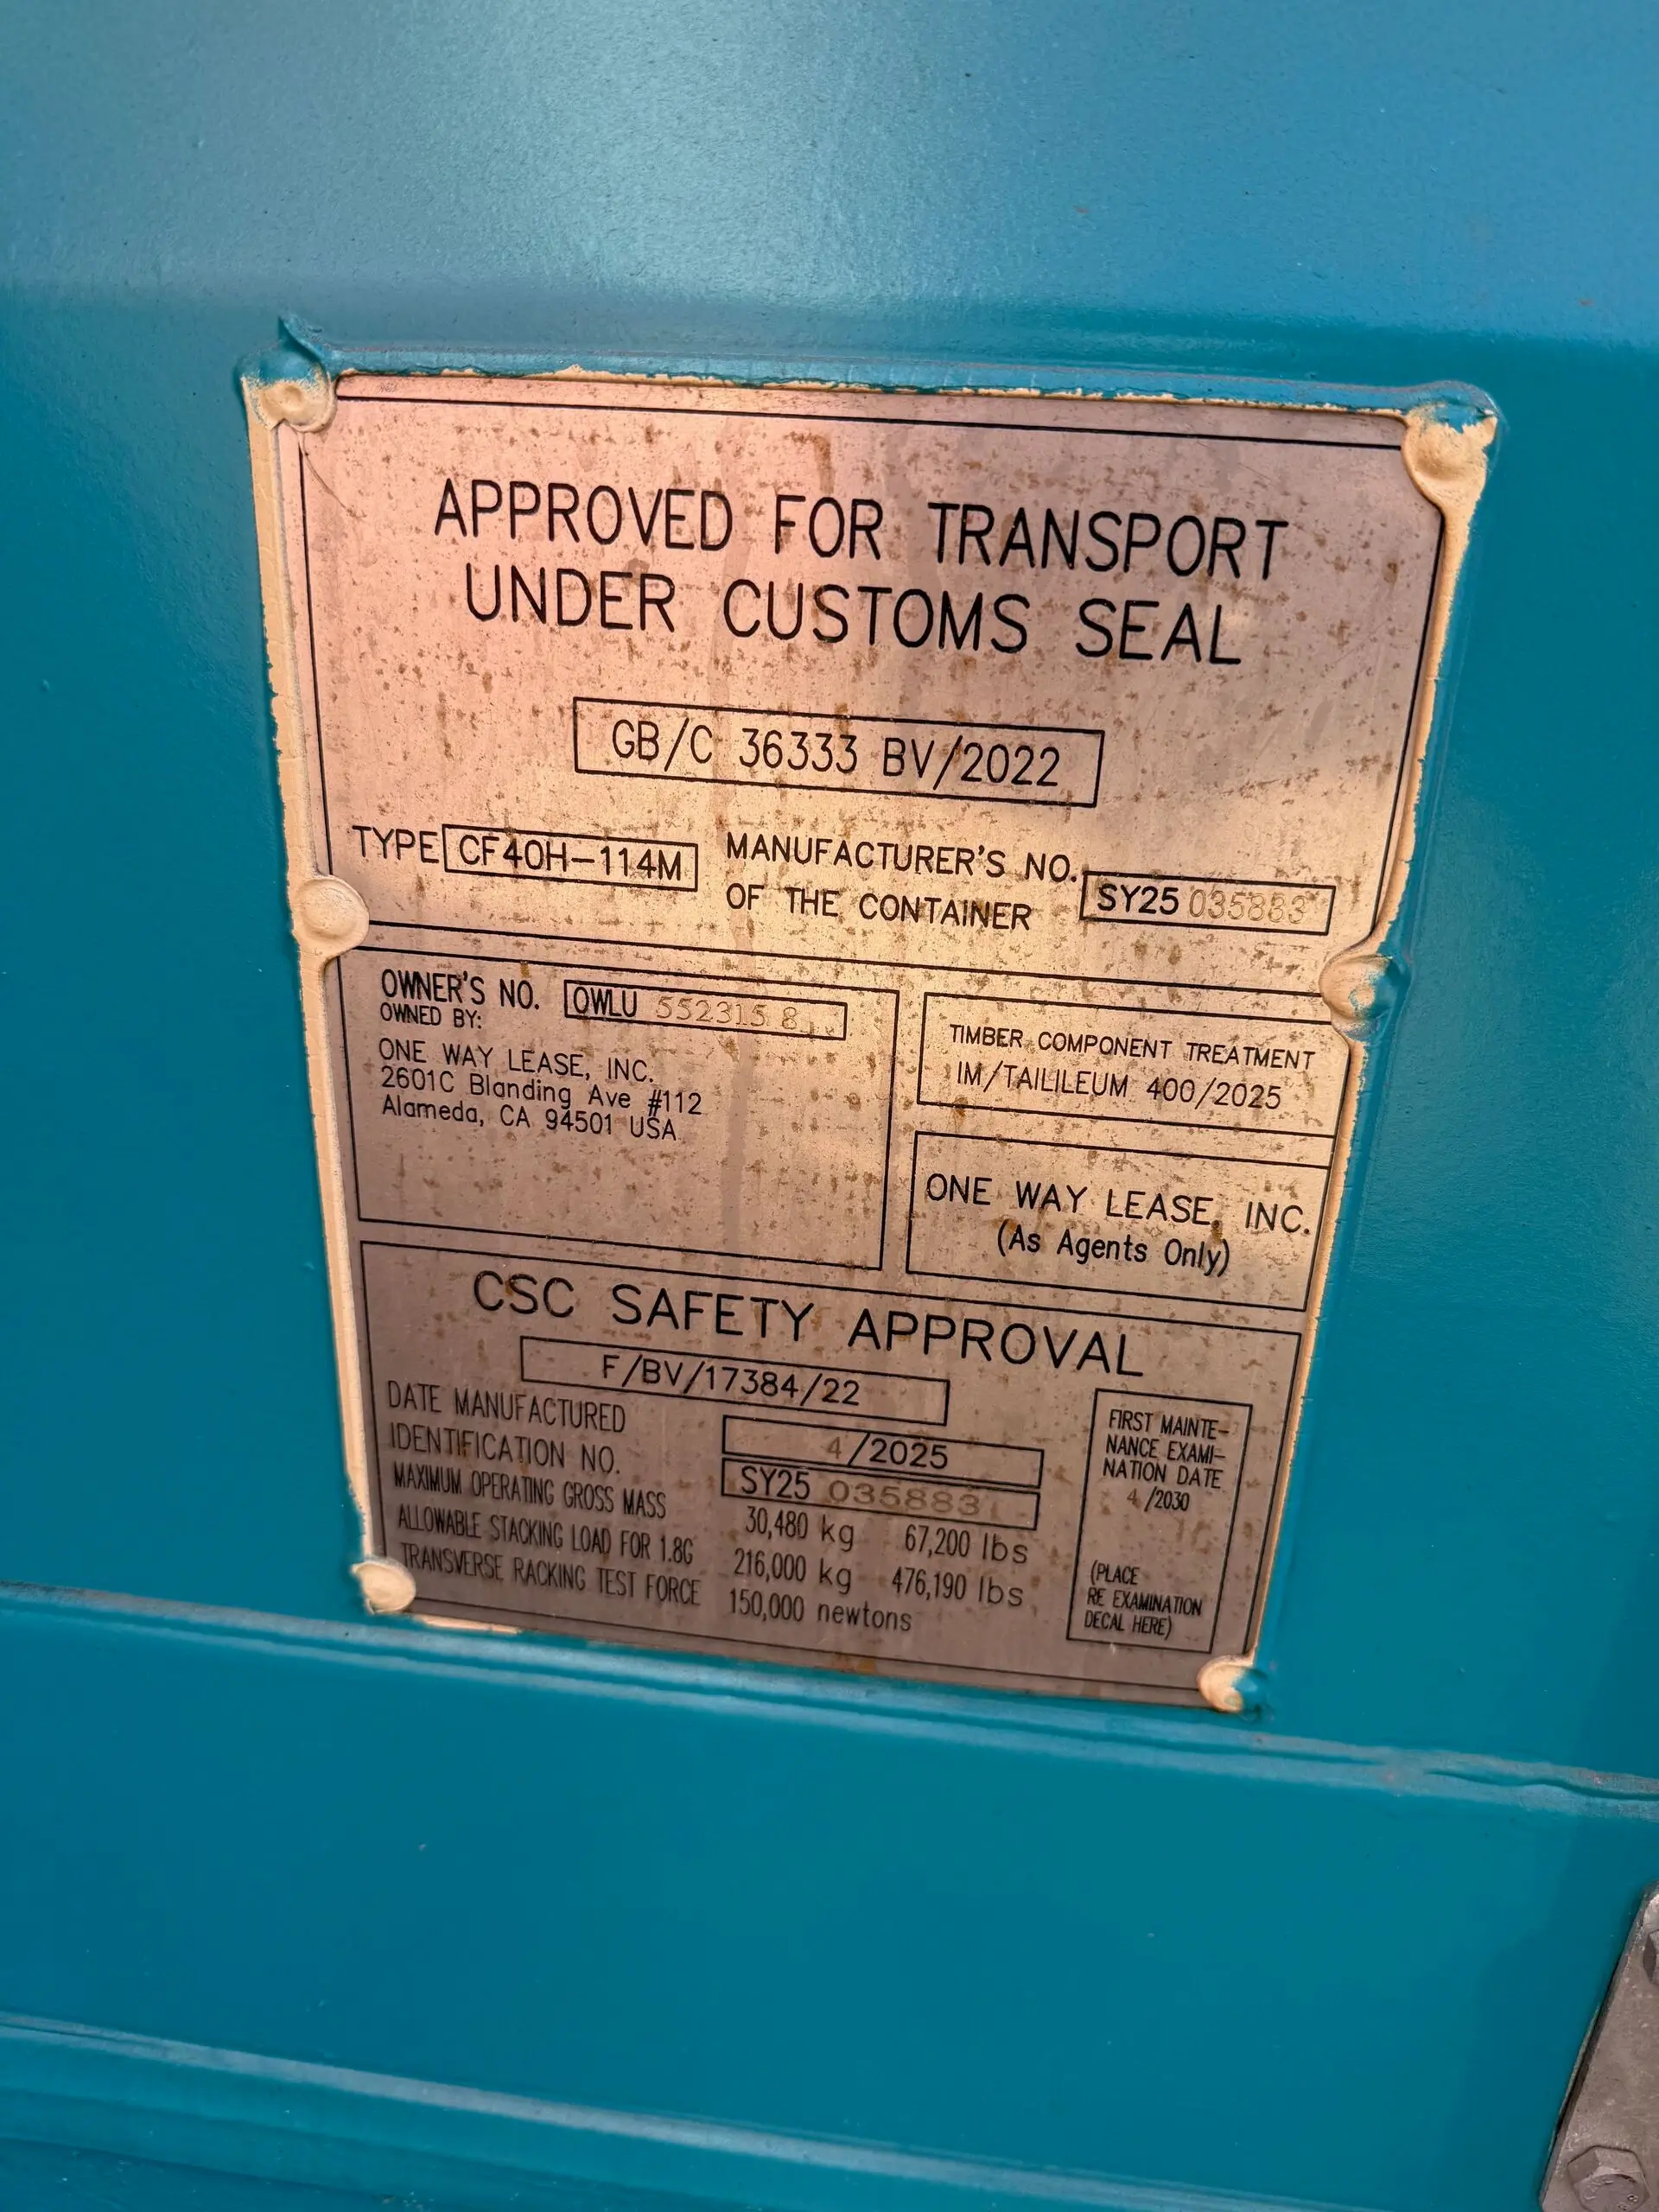 APPROVED FOR TRANSPORT
UNDER CUSTOMS SEAL
GB/C 36333 BV/2022
TYPE CF40H-114M
MANUFACTURER'S NO.
OF THE CONTAINER
SY25 035883
OWNER'S NO. OWLU 552315 8
OWNED BY:
ONE WAY LEASE, INC.
2601C Blanding Ave #112
Alameda, CA 94501 USA
TIMBER COMPONENT TREATMENT
IM/TAILILEUM 400/2025
ONE WAY LEASE, INC.
(As Agents Only)
CSC SAFETY APPROVAL
F/BV/17384/22
DATE MANUFACTURED 4/2025
IDENTIFICATION NO. SY25 035883
MAXIMUM OPERATING GROSS MASS 30,480 kg 67,200 lbs
ALLOWABLE STACKING LOAD FOR 1.8G 216,000 kg 476,190 lbs
TRANSVERSE RACKING TEST FORCE 150,000 newtons
FIRST MAINTE-
NANCE EXAMI-
NATION DATE
4/2030
(PLACE
RE EXAMINATION
DECAL HERE)